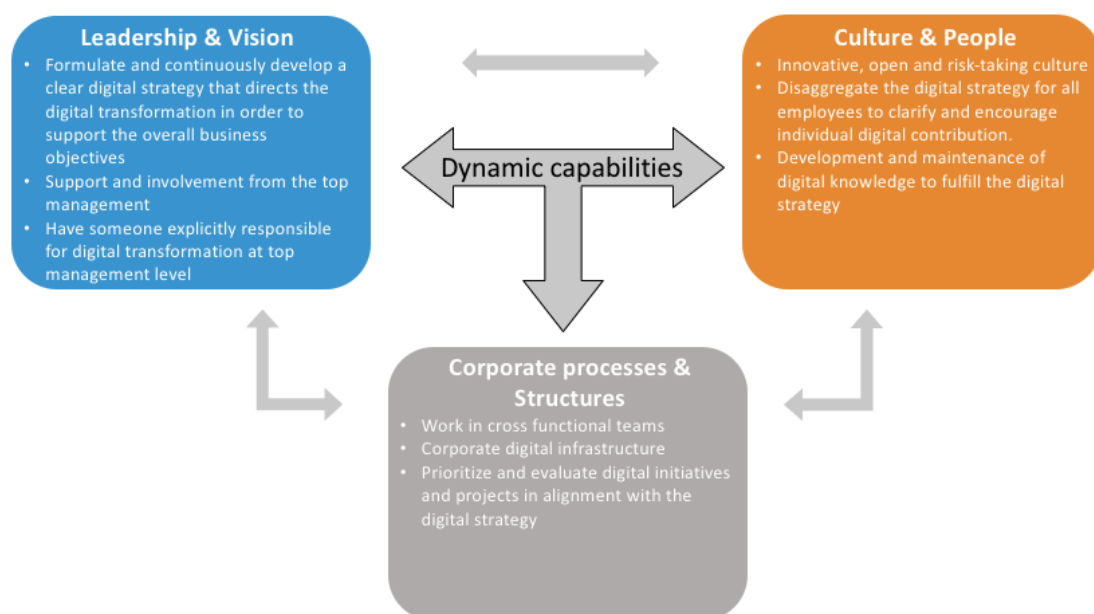 Leadership & Vision
• Formulate and continuously develop a
clear digital strategy that directs the
digital transformation in order to
support the overall business
objectives
• Support and involvement from the top
management
• Have someone explicitly responsible
for digital transformation at top
management level
Culture & People
• Innovative, open and risk-taking culture
• Disaggregate the digital strategy for all
employees to clarify and encourage
individual digital contribution.
• Development and maintenance of
digital knowledge to fulfill the digital
strategy
Dynamic capabilities
Corporate processes &
Structures
• Work in cross functional teams
• Corporate digital infrastructure
• Prioritize and evaluate digital initiatives
and projects in alignment with the
digital strategy